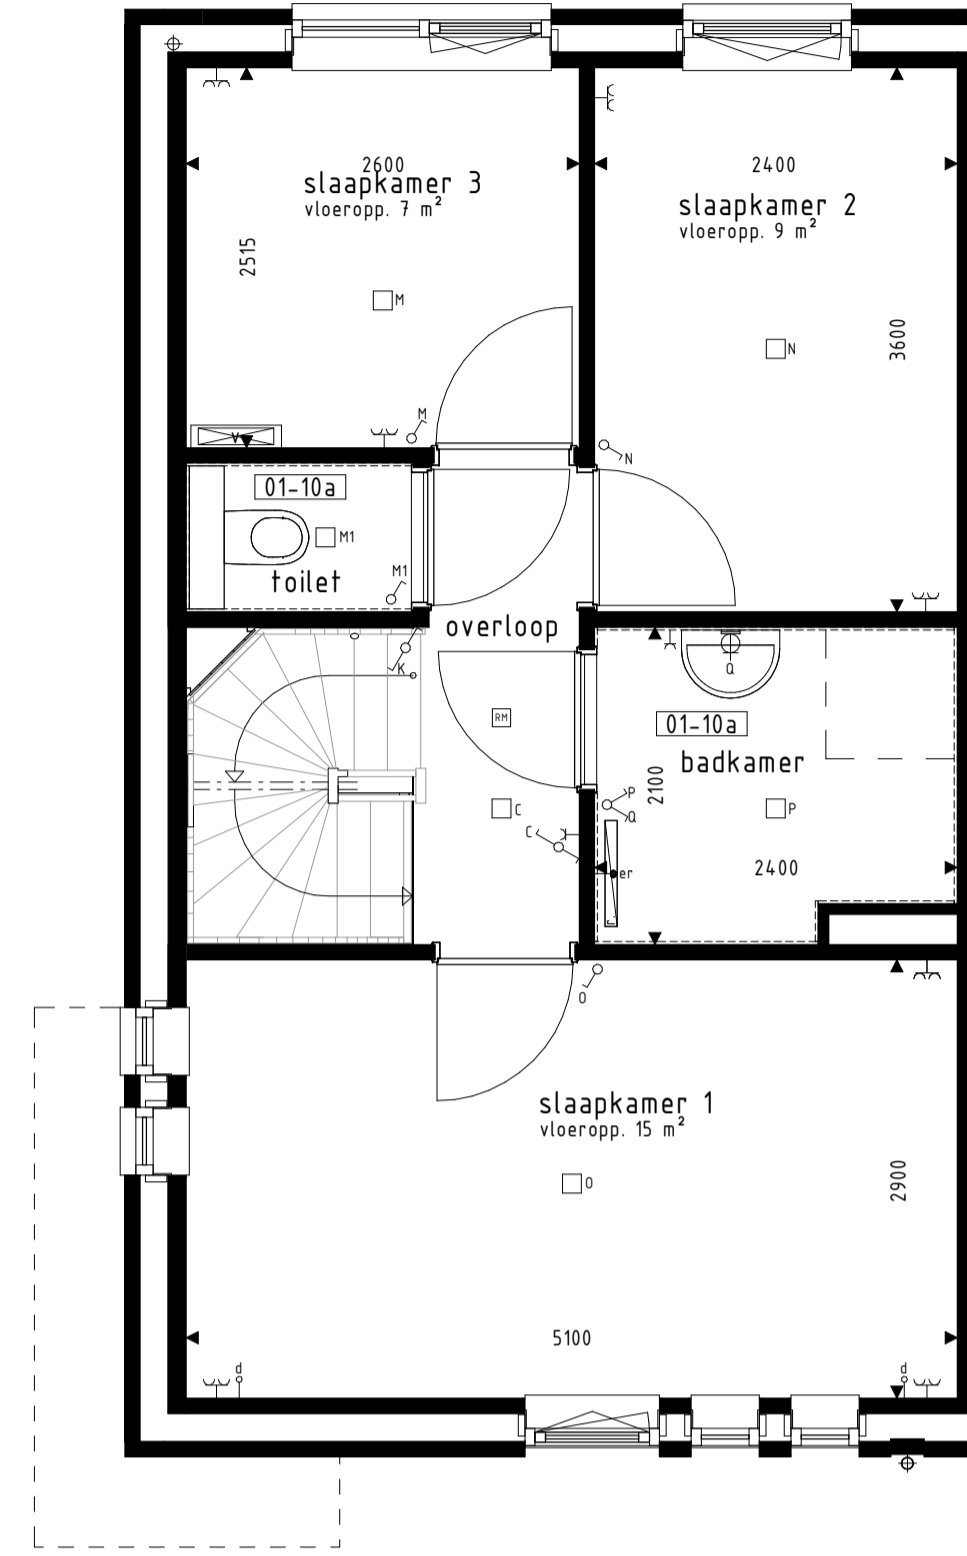 2600
slaapkamer 3
vloeropp. 7 m²
2515
M
M
V
2400
slaapkamer 2
vloeropp. 9 m²
3600
N
N
01-10a
M1
toilet
M1
overloop
K
RM
C
C
Q
01-10a
badkamer
2100
P
Q
P
er
r
2400
O
slaapkamer 1
vloeropp. 15 m²
O
2900
5100
d
d